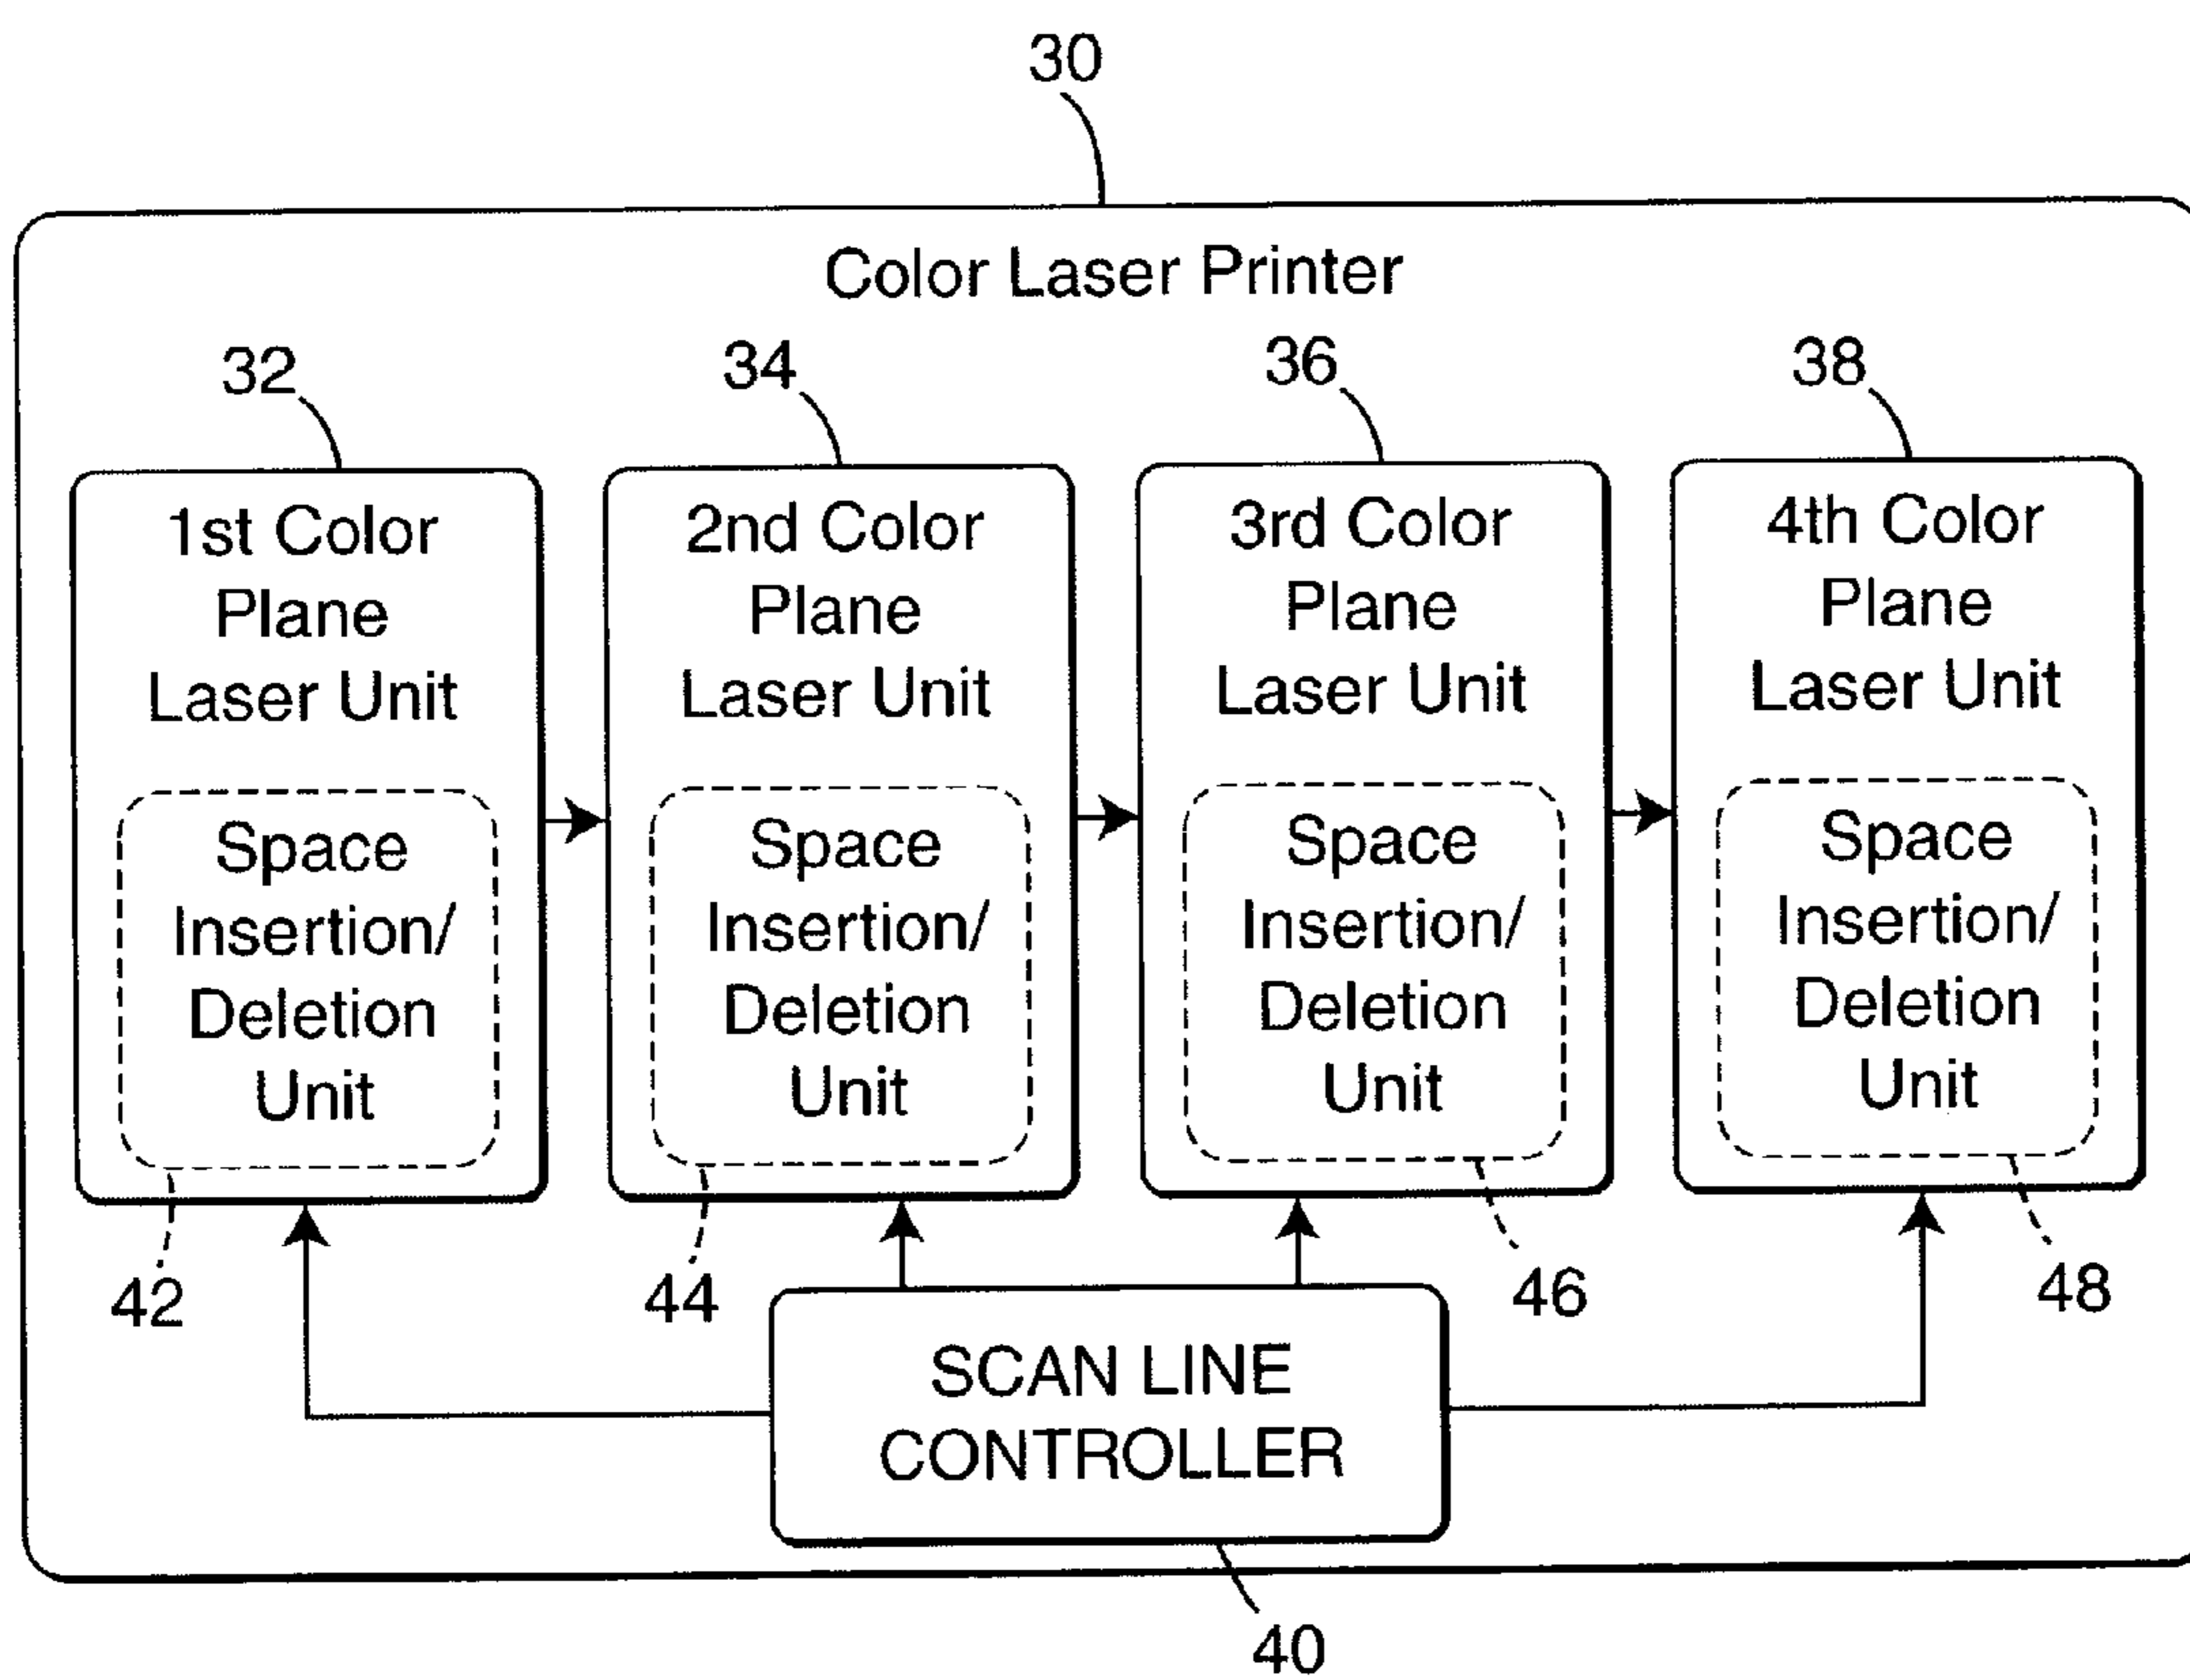 30
Color Laser Printer
32
34
36
38
1st Color
Plane
Laser Unit
2nd Color
Plane
Laser Unit
3rd Color
Plane
Laser Unit
4th Color
Plane
Laser Unit
Space
Insertion/
Deletion
Unit
Space
Insertion/
Deletion
Unit
Space
Insertion/
Deletion
Unit
Space
Insertion/
Deletion
Unit
42
44
46
48
SCAN LINE
CONTROLLER
40